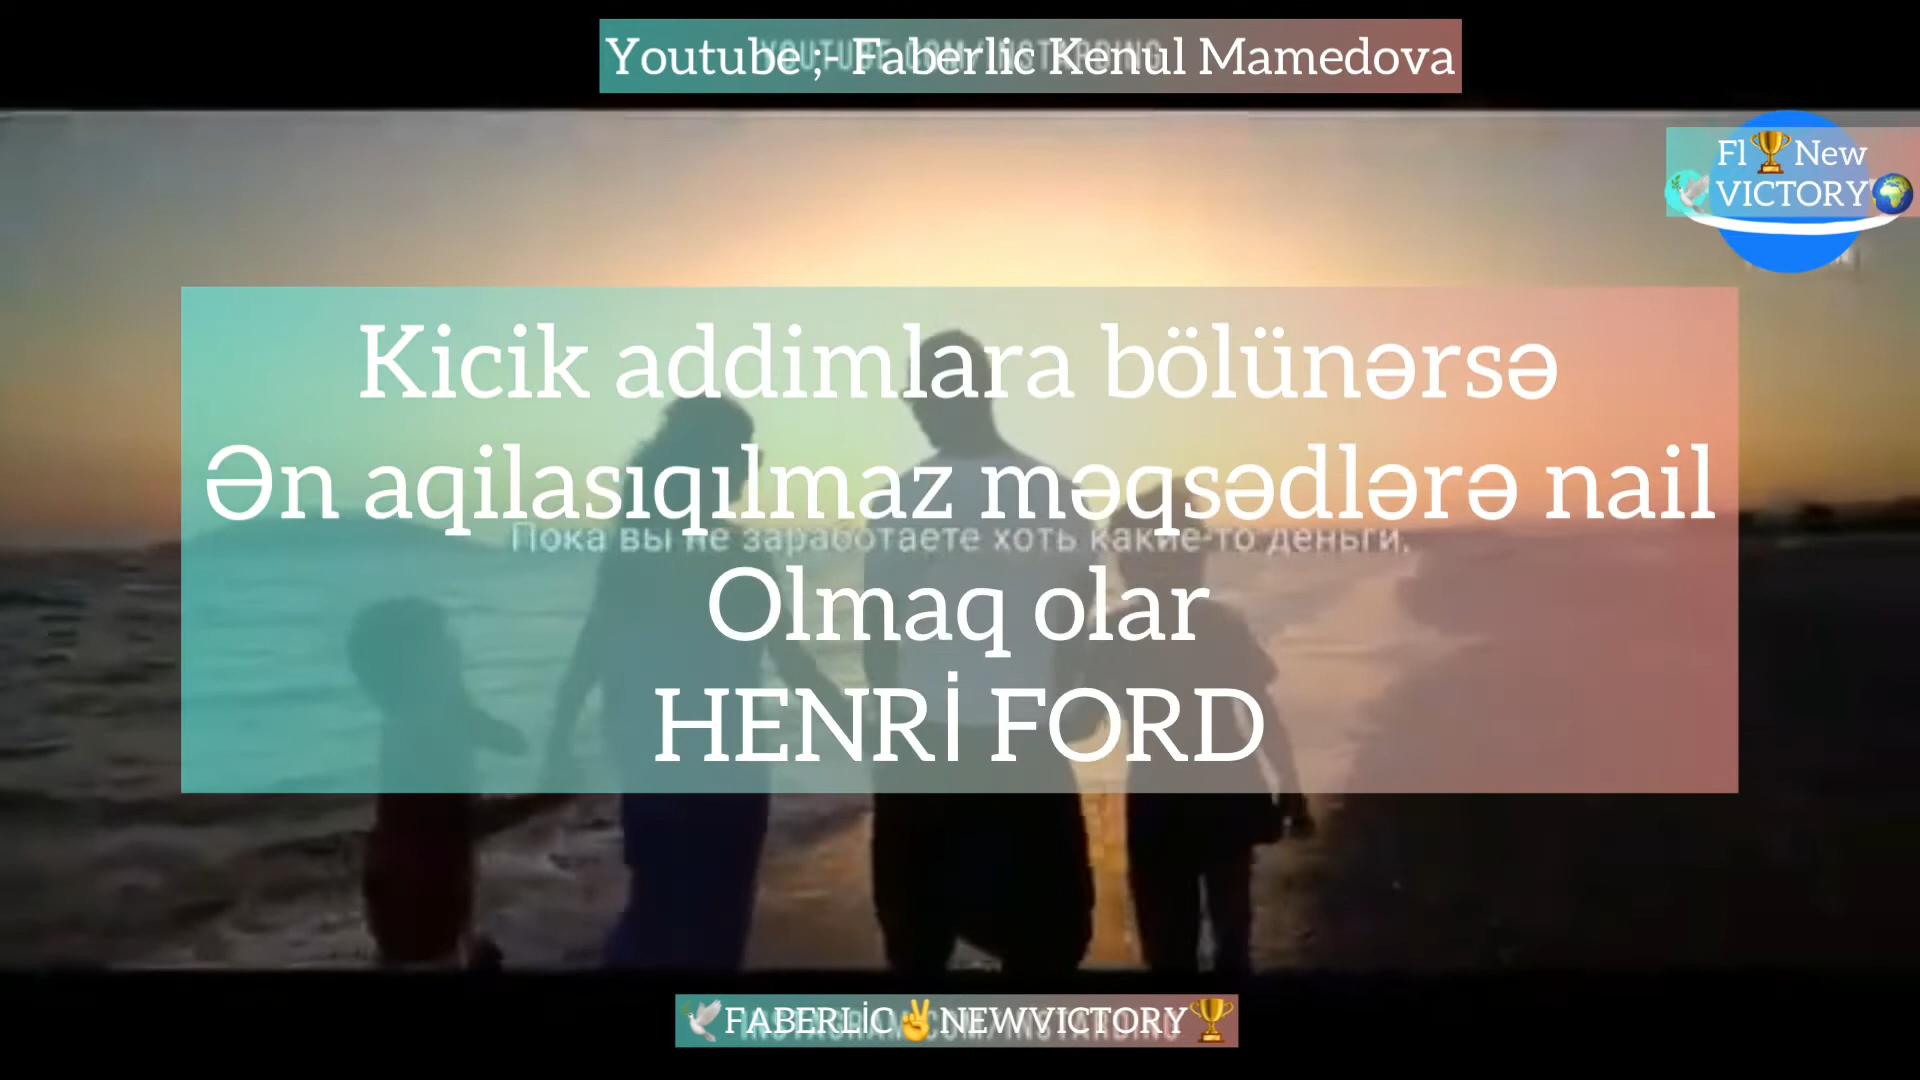 Youtube ;- Faberlic Kenul Mamedova
Fl🏆New
🕊VICTORY🌍
Kicik addimlara bölünərsə
Ən aqilasıqılmaz məqsədlərə nail
Пока вы не заработаете хоть какие-то деньги.
Olmaq olar
HENRİ FORD
🕊FABERLİC✌NEWVICTORY🏆